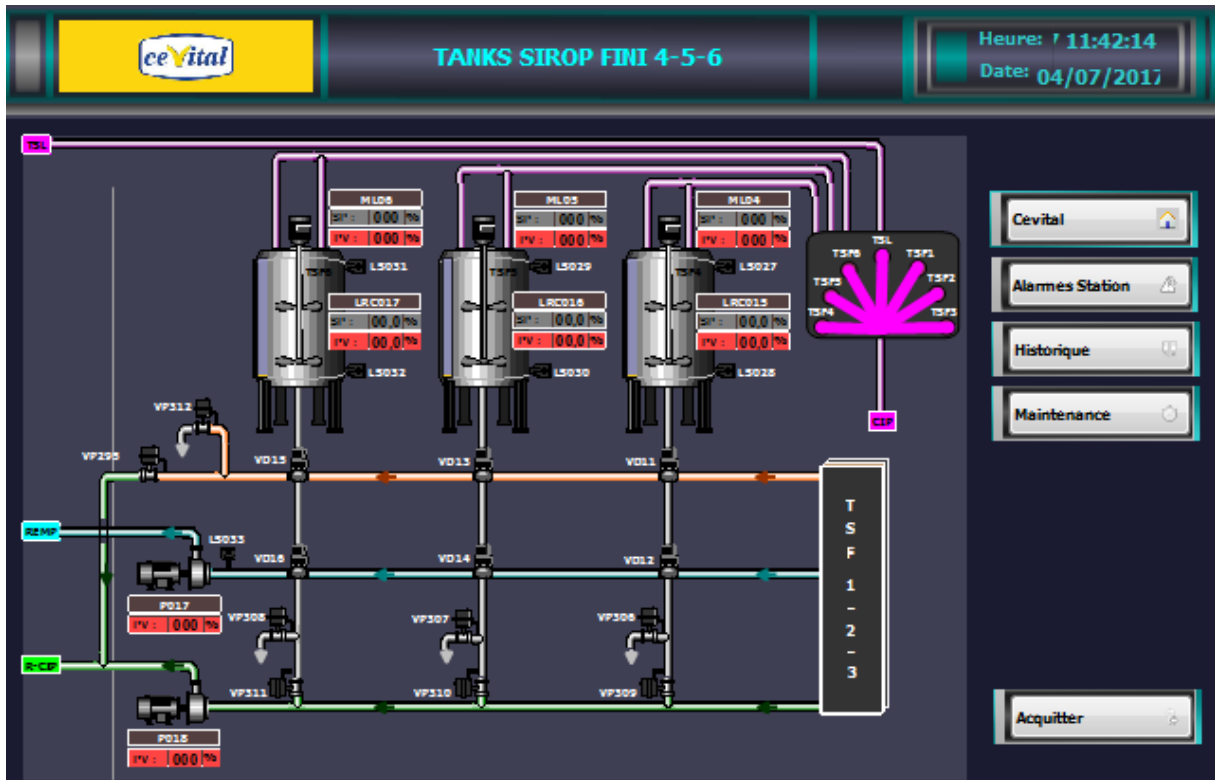 cevital
TANKS SIROP FINI 4-5-6
Heure: 11:42:14
Date: 04/07/2017
TSL
ML06
SP : 000 %
PV : 000 %
ML05
SP : 000 %
PV : 000 %
ML04
SP : 000 %
PV : 000 %
TSF6
LS031
TSF5
LS029
TSF4
LS027
LRC017
SP : 00,0 %
PV : 00,0 %
LRC016
SP : 00,0 %
PV : 00,0 %
LRC015
SP : 00,0 %
PV : 00,0 %
LS032
LS030
LS028
TSL
TSF6
TSF1
TSF5
TSF2
TSF4
TSF3
CIP
Cevital
Alarmes Station
Historique
Maintenance
VP312
VP295
VD15
VD13
VD11
REMP
LS033
VD16
VD14
VD12
P017
PV : 000 %
VP308
VP307
VP306
R-CIP
VP311
VP310
VP309
P018
PV : 000 %
T
S
F
1
-
2
-
3
Acquitter